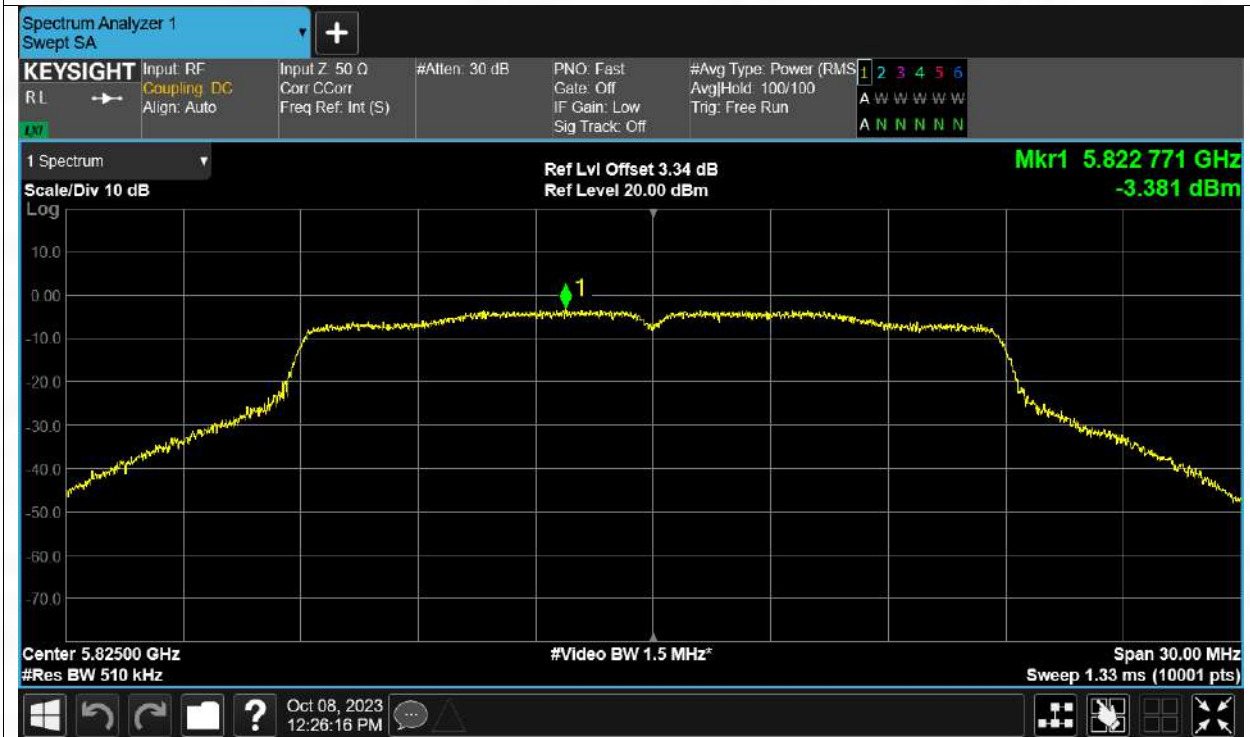 Spectrum Analyzer 1
Swept SA
+
KEYSIGHT
R L
LXI
Input: RF
Coupling: DC
Align: Auto
Input Z: 50 Ω
Corr CCorr
Freq Ref: Int (S)
#Atten: 30 dB
PNO: Fast
Gate: Off
IF Gain: Low
Sig Track: Off
#Avg Type: Power (RMS
Avg|Hold: 100/100
Trig: Free Run
1 2 3 4 5 6
A W W W W W
A N N N N N
1 Spectrum
Scale/Div 10 dB
Log
Ref Lvl Offset 3.34 dB
Ref Level 20.00 dBm
Mkr1 5.822 771 GHz
-3.381 dBm
10.0
0.00
-10.0
-20.0
-30.0
-40.0
-50.0
-60.0
-70.0
1
Center 5.82500 GHz
#Res BW 510 kHz
#Video BW 1.5 MHz*
Span 30.00 MHz
Sweep 1.33 ms (10001 pts)
?
Oct 08, 2023
12:26:16 PM